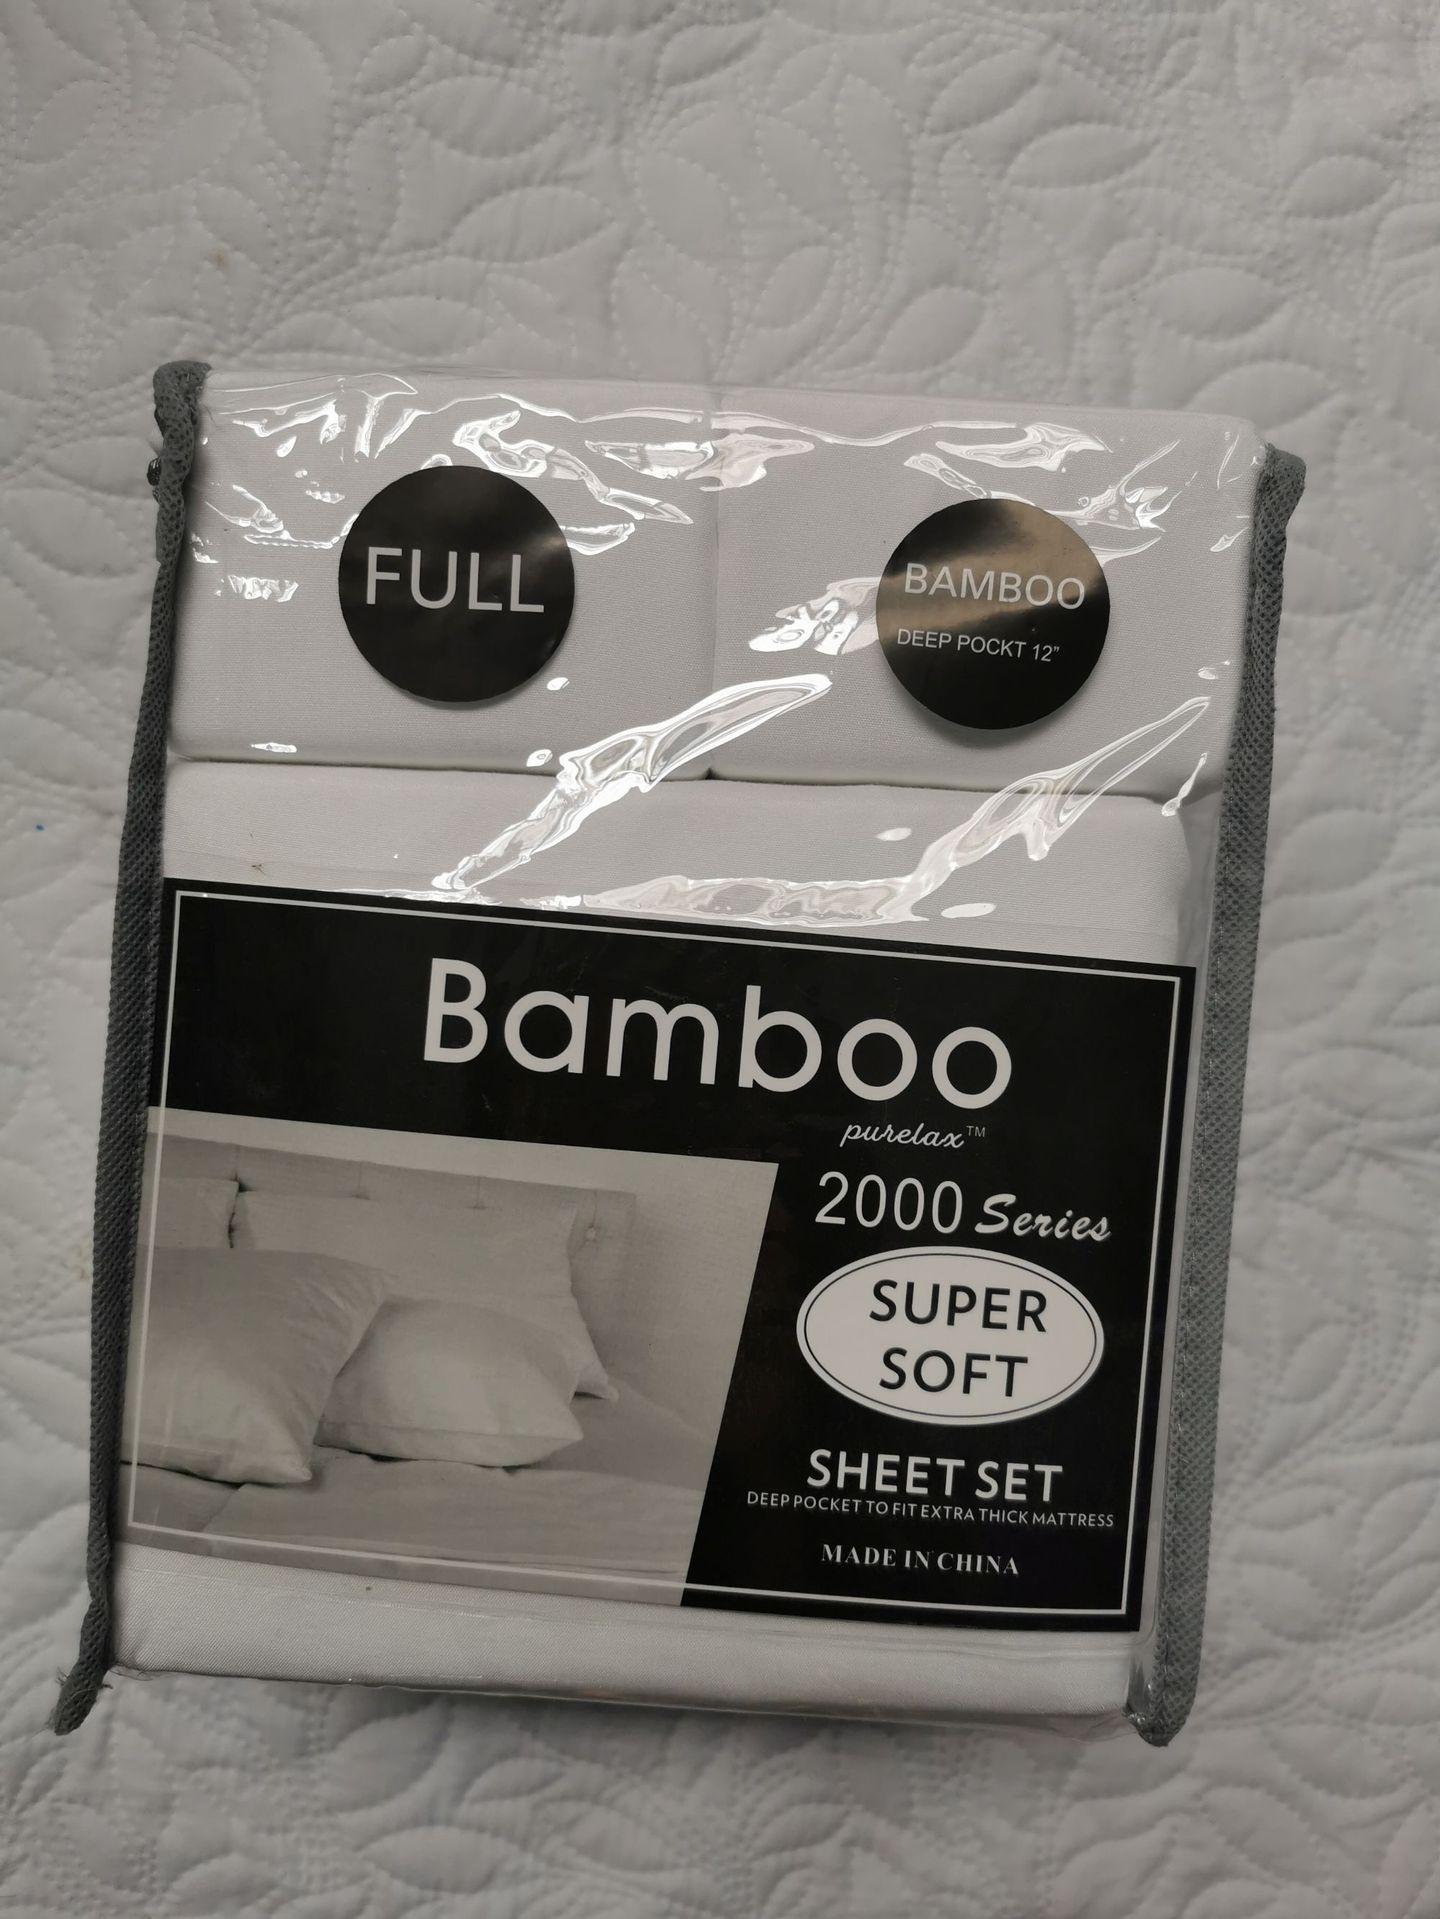 FULL
BAMBOO
DEEP POCKT 12”
Bamboo
purelax™
2000 Series
SUPER
SOFT
SHEET SET
DEEP POCKET TO FIT EXTRA THICK MATTRESS
MADE IN CHINA